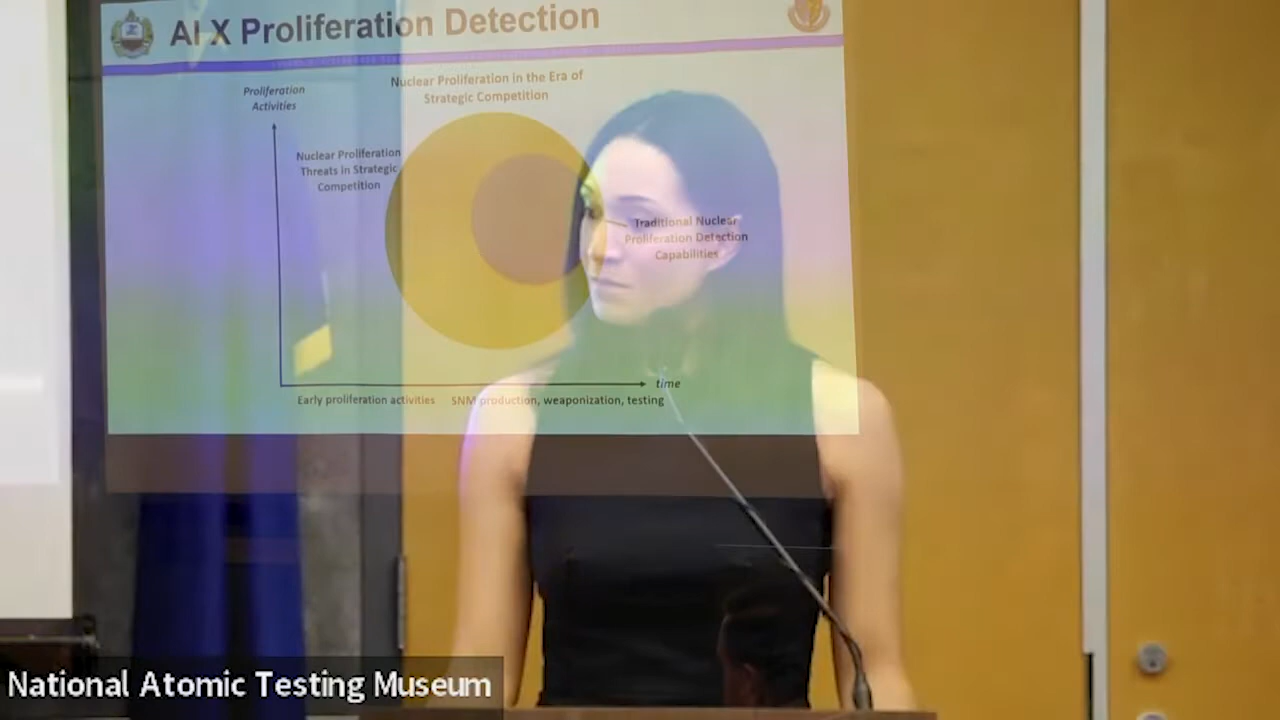 AI X Proliferation Detection
Nuclear Proliferation in the Era of
Strategic Competition
Proliferation
Activities
Nuclear Proliferation
Threats in Strategic
Competition
Traditional Nuclear
Proliferation Detection
Capabilities
time
Early proliferation activities
SNM production, weaponization, testing
National Atomic Testing Museum